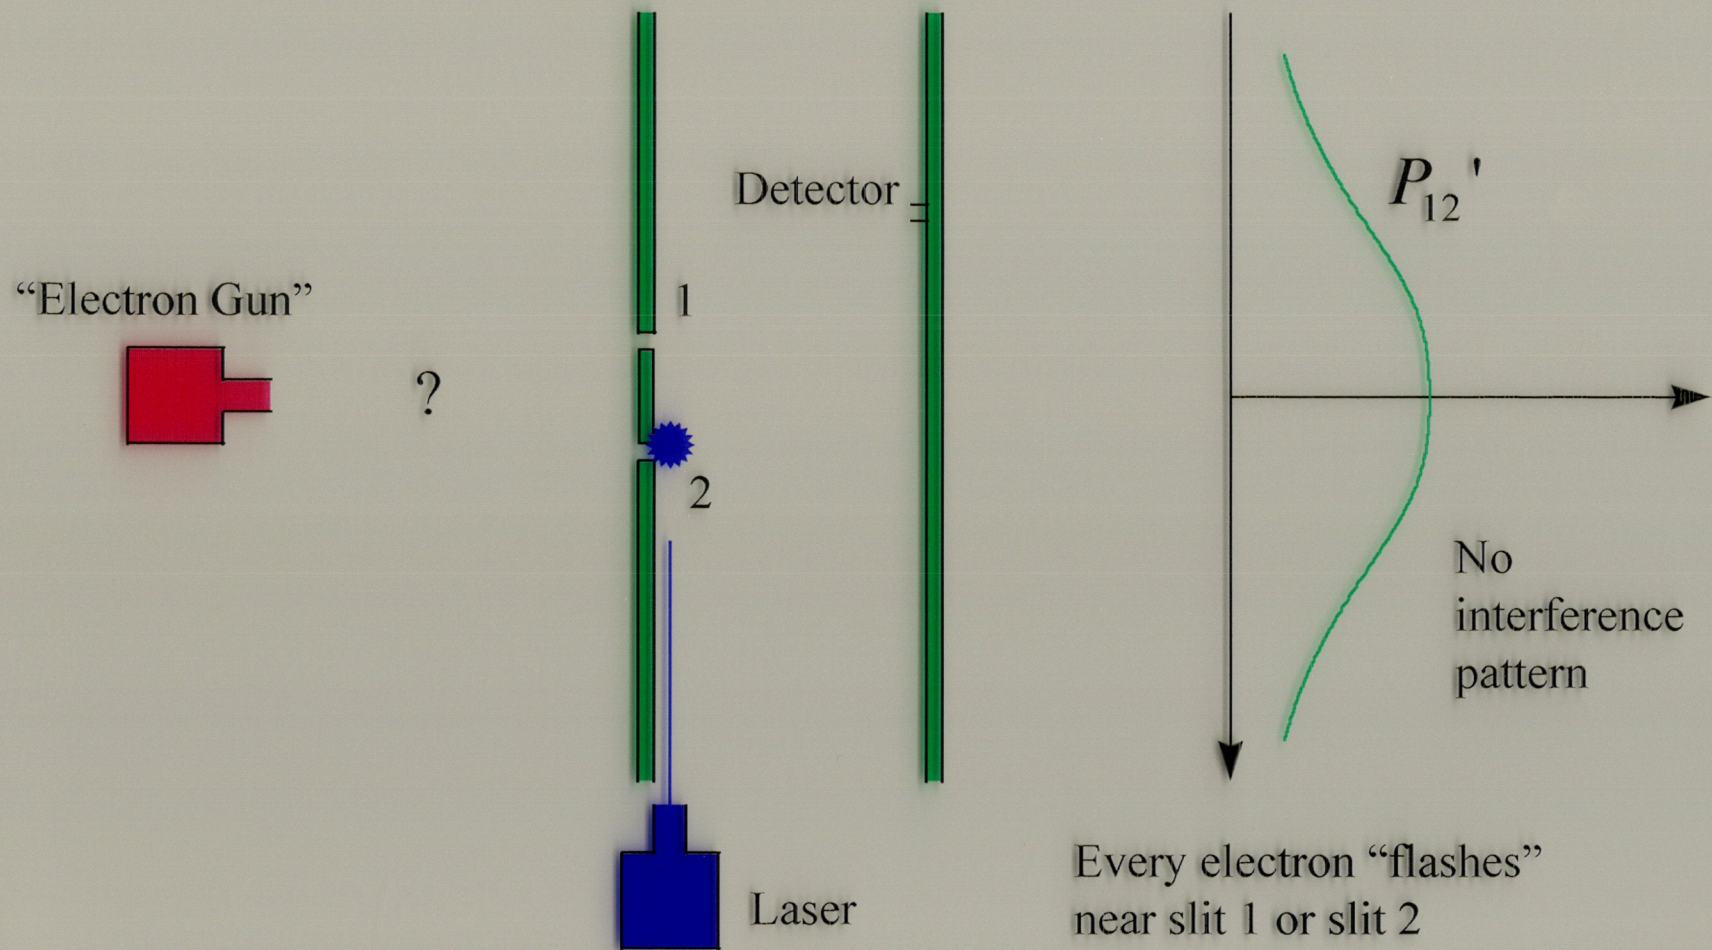 Detector
P12'
“Electron Gun”
1
?
2
No
interference
pattern
Every electron “flashes”
near slit 1 or slit 2
Laser